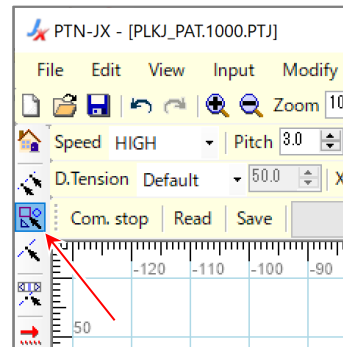 PTN-JX - [PLKJ_PAT.1000.PTJ]
File Edit View Input Modify
Zoom 10
Speed HIGH Pitch 3.0
D.Tension Default 50.0 X
Com. stop Read Save
-120 -110 -100 -90
50